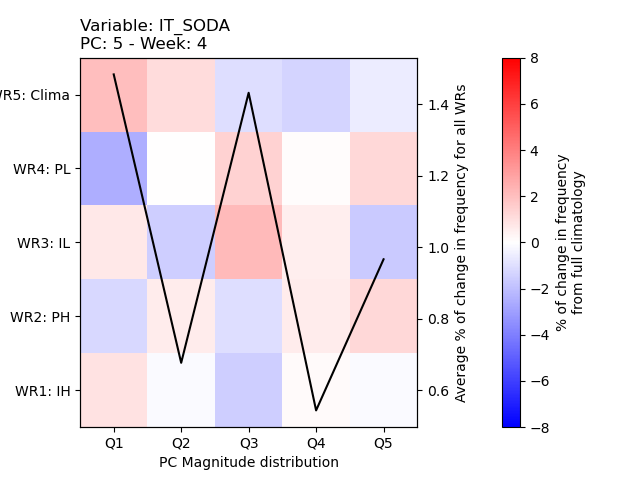 Variable: IT_SODA
PC: 5 - Week: 4
WR5: Clima
WR4: PL
WR3: IL
WR2: PH
WR1: IH
Q1 Q2 Q3 Q4 Q5
PC Magnitude distribution
1.4
1.2
1.0
0.8
0.6
Average % of change in frequency for all WRs
8
6
4
2
0
−2
−4
−6
−8
% of change in frequency
from full climatology